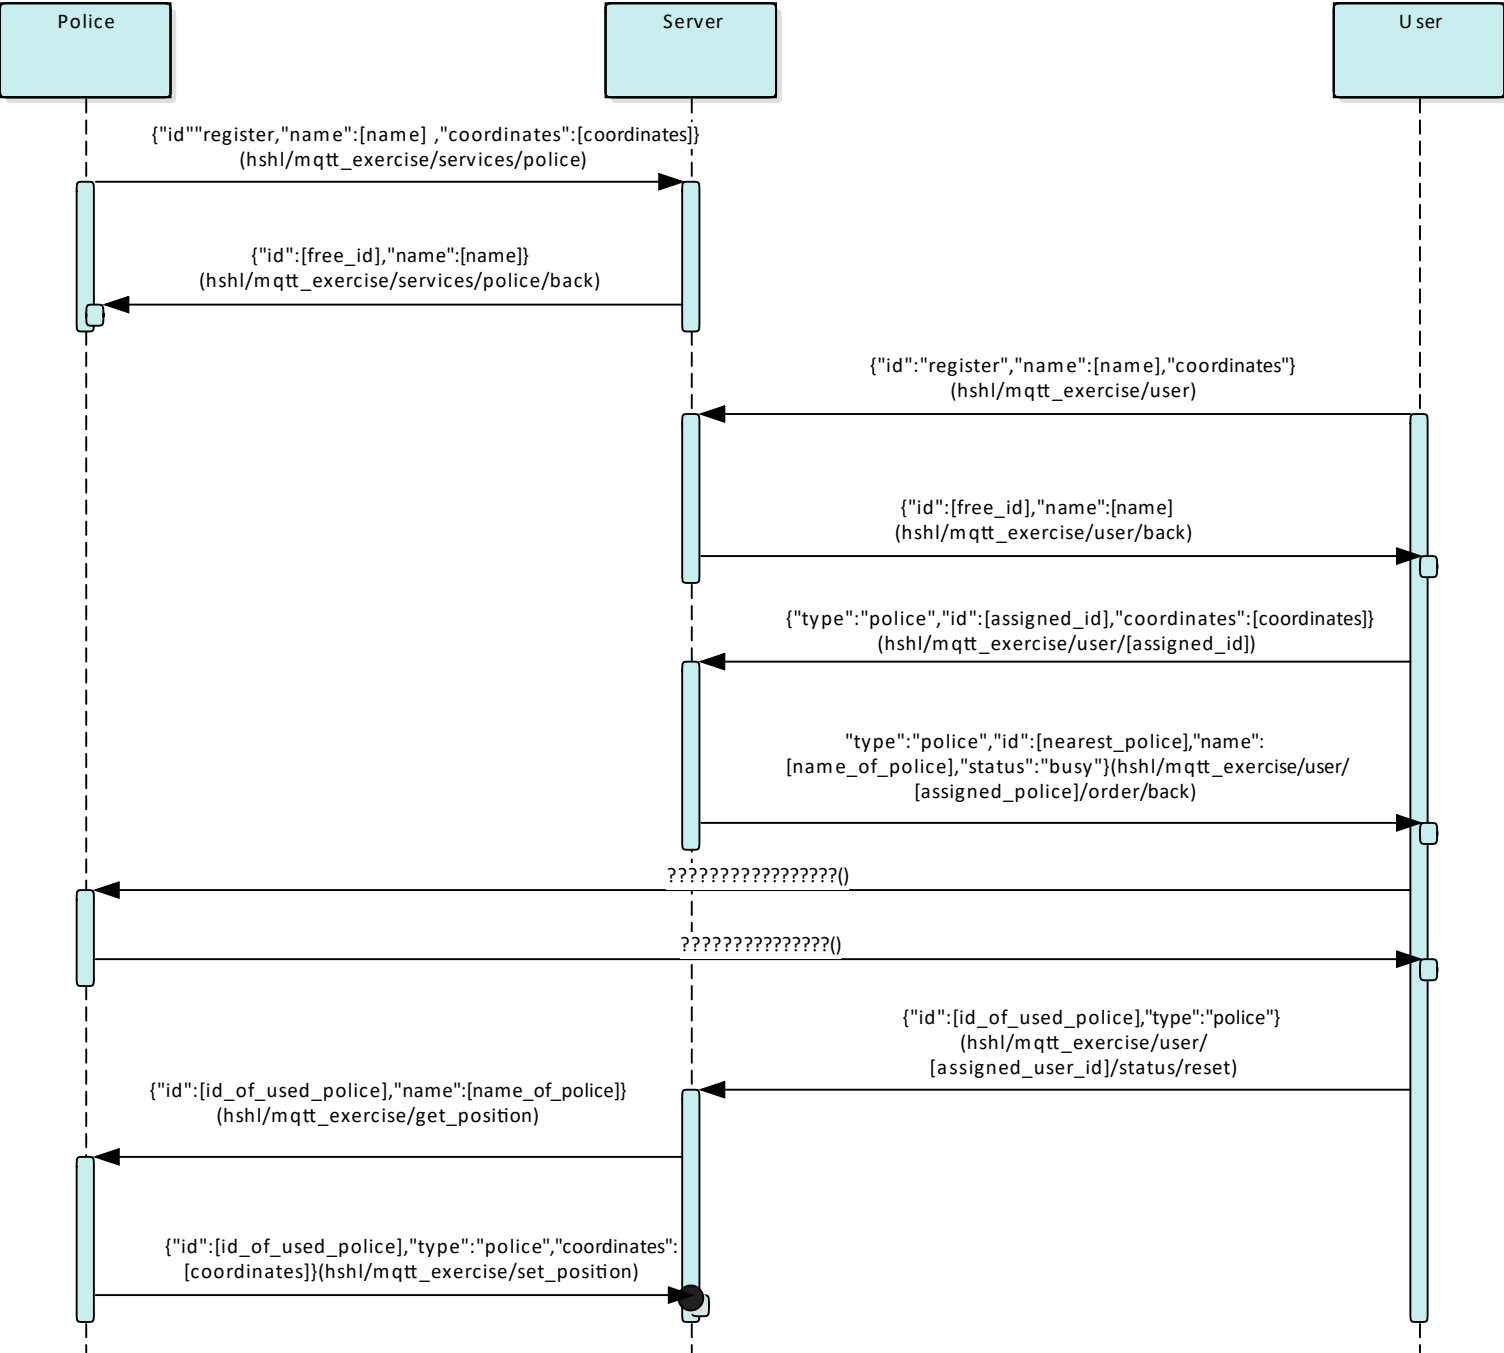 Police
Server
User
{"id""register,"name":[name] ,"coordinates":[coordinates]}
(hshl/mqtt_exercise/services/police)
{"id":[free_id],"name":[name]}
(hshl/mqtt_exercise/services/police/back)
{"id":"register","name":[name],"coordinates"}
(hshl/mqtt_exercise/user)
{"id":[free_id],"name":[name]
(hshl/mqtt_exercise/user/back)
{"type":"police","id":[assigned_id],"coordinates":[coordinates]}
(hshl/mqtt_exercise/user/[assigned_id])
"type":"police","id":[nearest_police],"name":
[name_of_police],"status":"busy"}(hshl/mqtt_exercise/user/
[assigned_police]/order/back)
????????????????()
??????????????()
{"id":[id_of_used_police],"type":"police"}
(hshl/mqtt_exercise/user/
[assigned_user_id]/status/reset)
{"id":[id_of_used_police],"name":[name_of_police]}
(hshl/mqtt_exercise/get_position)
{"id":[id_of_used_police],"type":"police","coordinates":
[coordinates]}(hshl/mqtt_exercise/set_position)